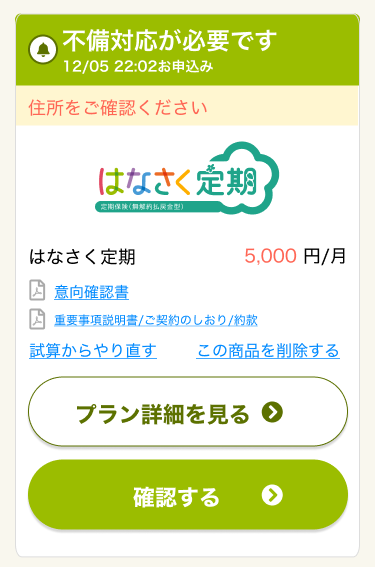 不備対応が必要です
12/05 22:02お申込み
住所をご確認ください
はなさく定期
定期保険(無解約払戻金型)
はなさく定期 5,000 円/月
意向確認書
重要事項説明書/ご契約のしおり/約款
試算からやり直す この商品を削除する
プラン詳細を見る
確認する